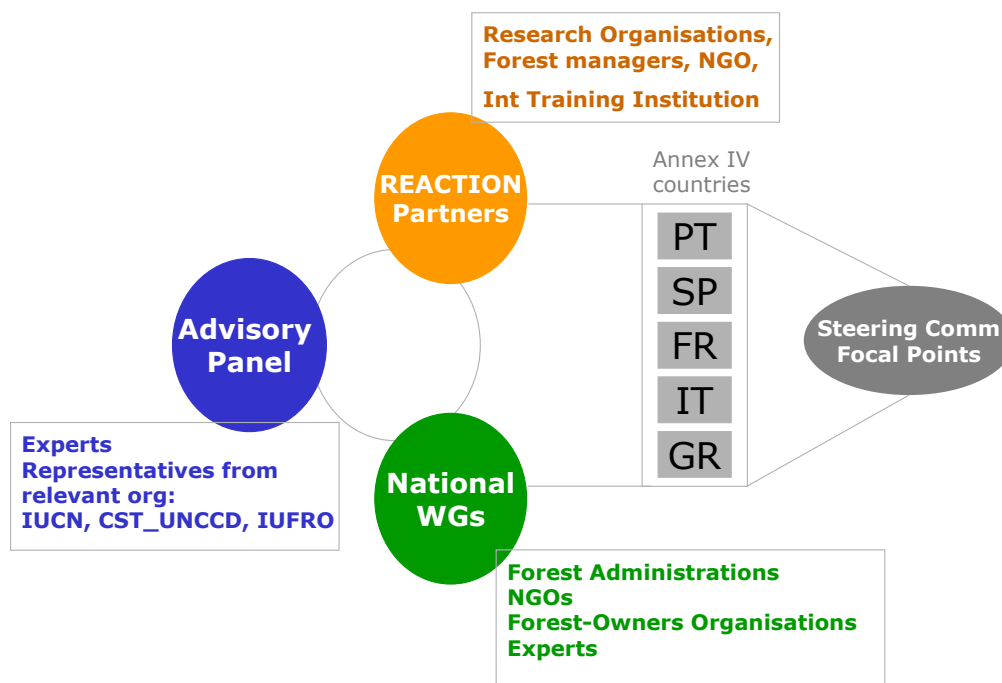 Research Organisations,
Forest managers, NGO,
Int Training Institution
REACTION
Partners
Annex IV
countries
PT
SP
FR
IT
GR
Steering Comm
Focal Points
Advisory
Panel
Experts
Representatives from
relevant org:
IUCN, CST_UNCCD, IUFRO
National
WGs
Forest Administrations
NGOs
Forest-Owners Organisations
Experts